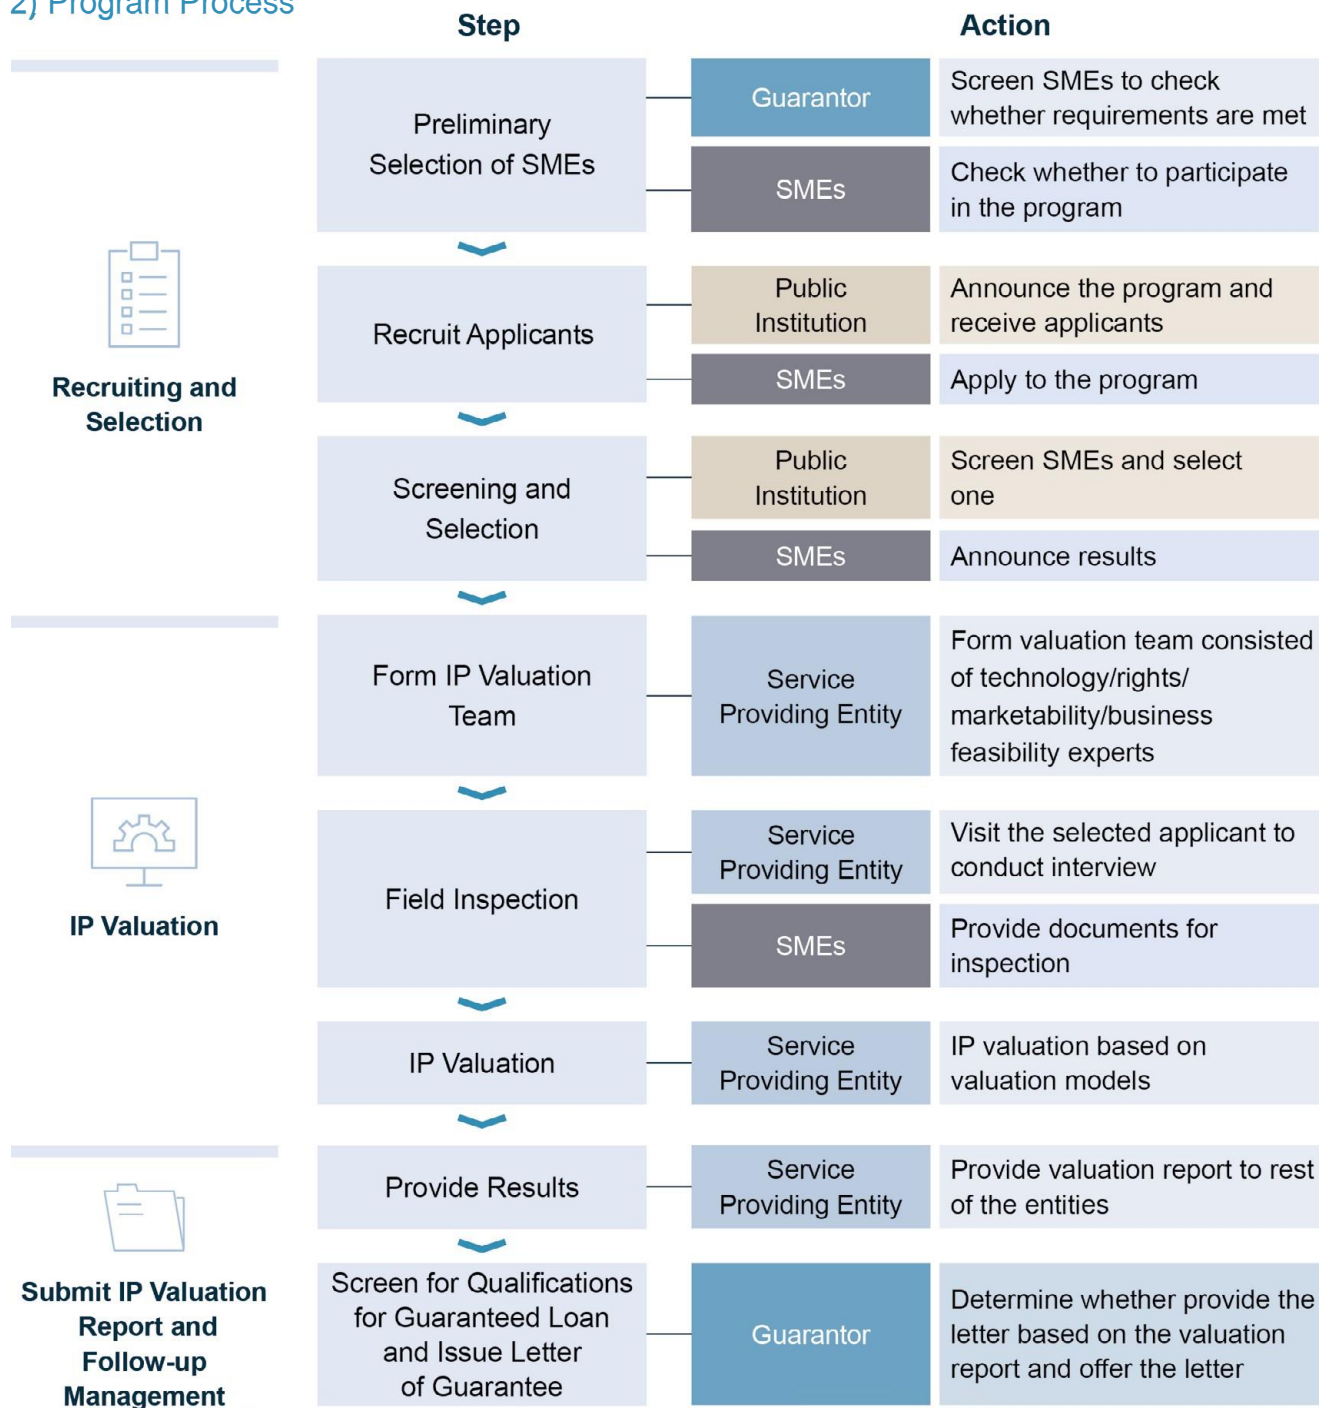 2) Program Process
Step
Action
Recruiting and
Selection
Preliminary
Selection of SMEs
Guarantor
Screen SMEs to check
whether requirements are met
SMEs
Check whether to participate
in the program
Recruit Applicants
Public
Institution
Announce the program and
receive applicants
SMEs
Apply to the program
Screening and
Selection
Public
Institution
Screen SMEs and select
one
SMEs
Announce results
IP Valuation
Form IP Valuation
Team
Service
Providing Entity
Form valuation team consisted
of technology/rights/
marketability/business
feasibility experts
Field Inspection
Service
Providing Entity
Visit the selected applicant to
conduct interview
SMEs
Provide documents for
inspection
IP Valuation
Service
Providing Entity
IP valuation based on
valuation models
Submit IP Valuation
Report and
Follow-up
Management
Provide Results
Service
Providing Entity
Provide valuation report to rest
of the entities
Screen for Qualifications
for Guaranteed Loan
and Issue Letter
of Guarantee
Guarantor
Determine whether provide the
letter based on the valuation
report and offer the letter